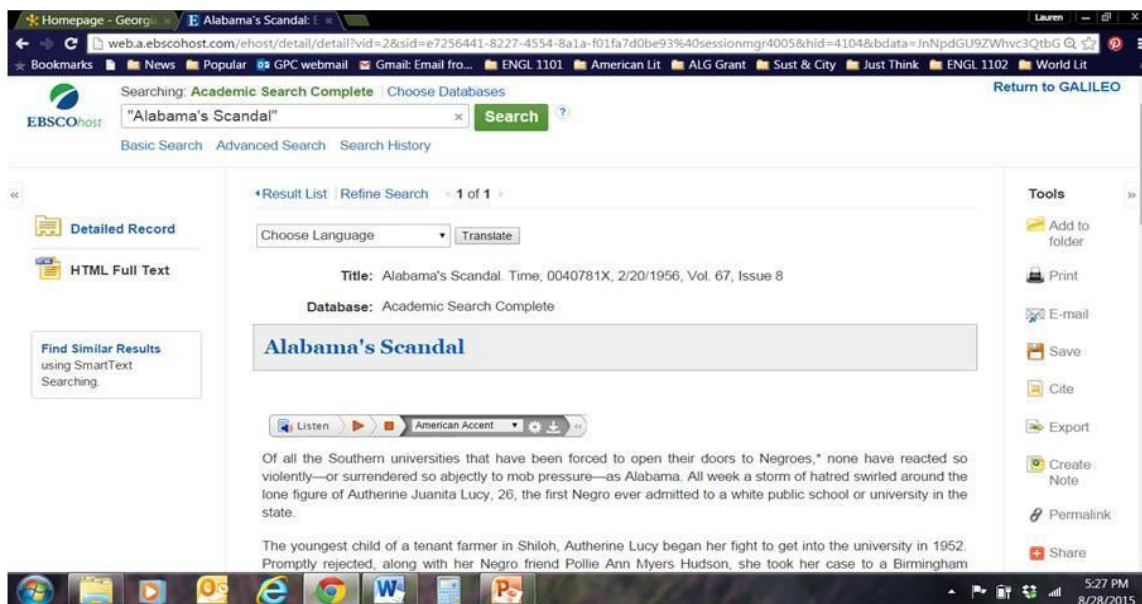 Homepage - Georgi
Alabama's Scandal: E
Lauren
web.a.ebscohost.com/ehost/detail/detail?vid=2&sid=e7256441-8227-4554-8a1a-f01fa7d0be93%40sessionmgr4005&hid=4104&bdata=JnNpdGU9ZWhvc3QtbG
Bookmarks News Popular GPC webmail Gmail: Email fro... ENGL 1101 American Lit ALG Grant Sust & City Just Think ENGL 1102 World Lit
Searching: Academic Search Complete Choose Databases
Return to GALILEO
EBSCOhost
"Alabama's Scandal" × Search ?
Basic Search Advanced Search Search History
Result List Refine Search 1 of 1
Tools
Detailed Record
HTML Full Text
Find Similar Results
using SmartText
Searching.
Choose Language Translate
Title: Alabama's Scandal. Time, 0040781X, 2/20/1956, Vol. 67, Issue 8
Database: Academic Search Complete
Alabama's Scandal
Listen American Accent
Of all the Southern universities that have been forced to open their doors to Negroes,* none have reacted so
violently—or surrendered so abjectly to mob pressure—as Alabama. All week a storm of hatred swirled around the
lone figure of Autherine Juanita Lucy, 26, the first Negro ever admitted to a white public school or university in the
state.
The youngest child of a tenant farmer in Shiloh, Autherine Lucy began her fight to get into the university in 1952.
Promptly rejected, along with her Negro friend Pollie Ann Myers Hudson, she took her case to a Birmingham
Add to
folder
Print
E-mail
Save
Cite
Export
Create
Note
Permalink
Share
5:27 PM
8/28/2015